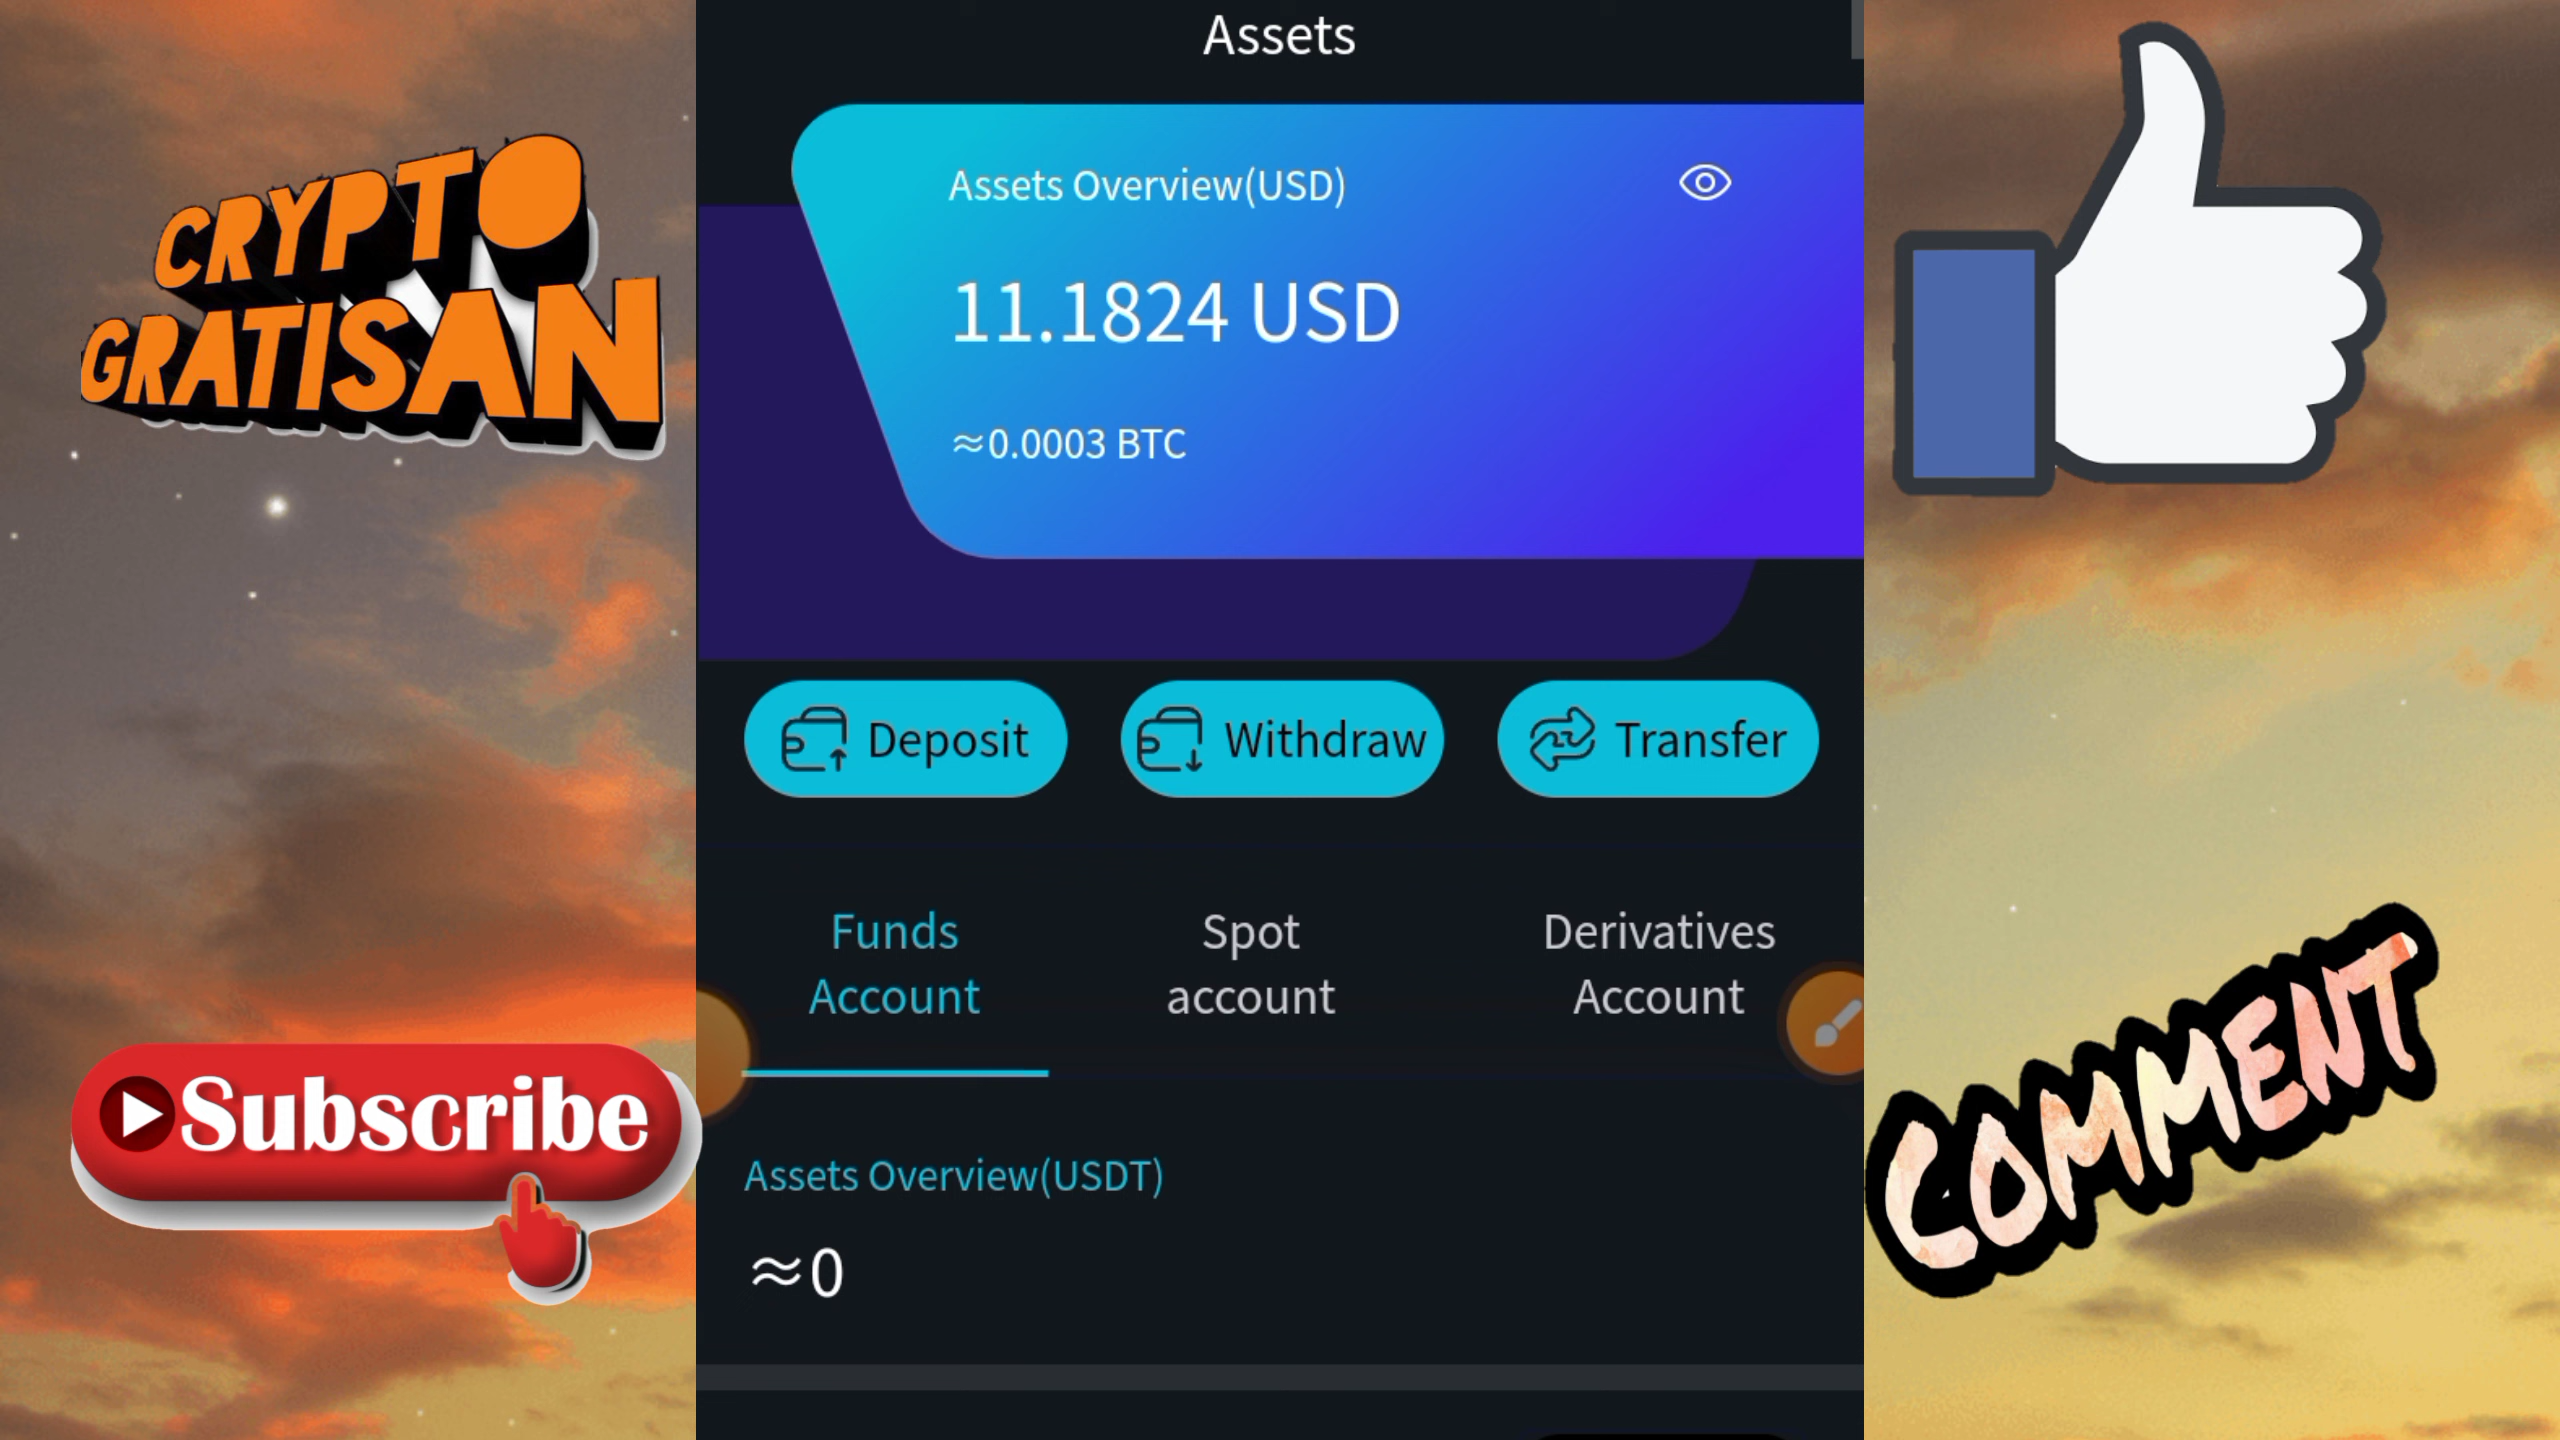 CRYPTO
GRATISAN
Subscribe
Assets
Assets Overview(USD)
11.1824 USD
≈0.0003 BTC
Deposit
Withdraw
Transfer
Funds
Account
Spot
account
Derivatives
Account
Assets Overview(USDT)
≈0
COMMENT